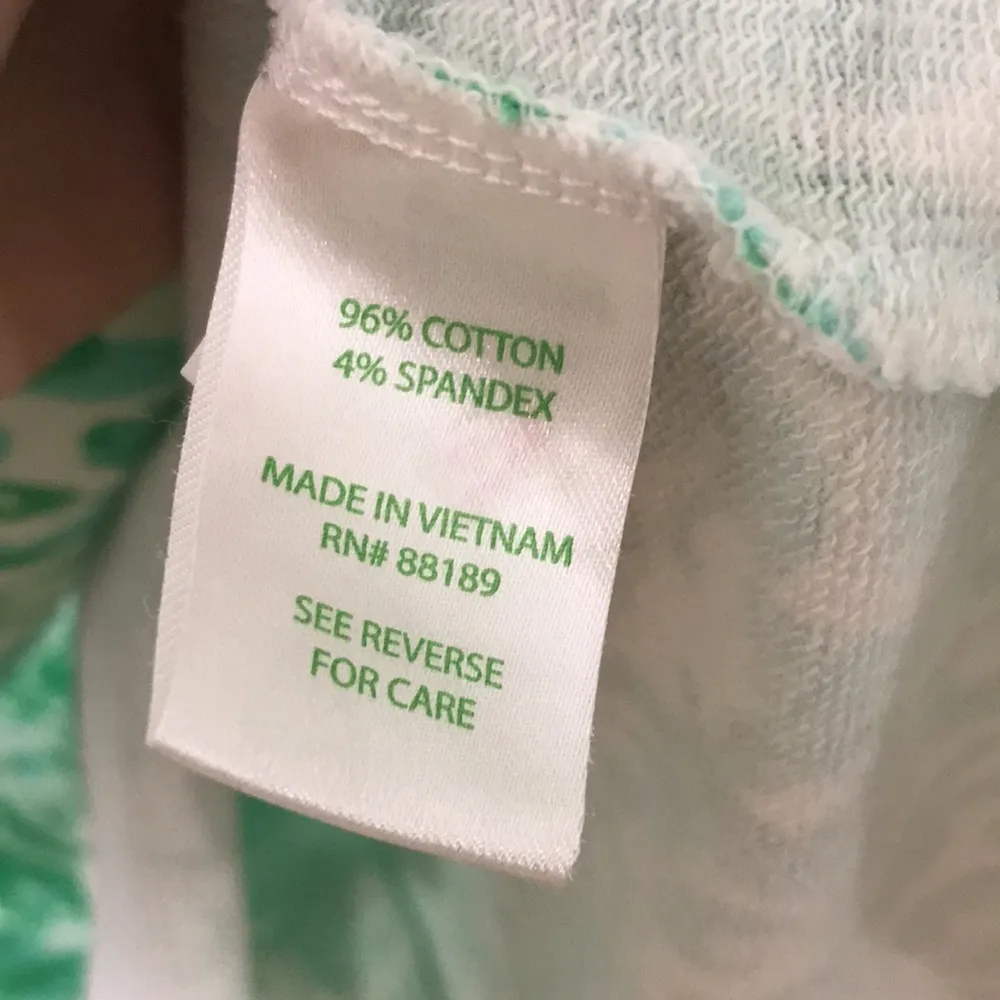 96% COTTON
4% SPANDEX
MADE IN VIETNAM
RN# 88189
SEE REVERSE
FOR CARE